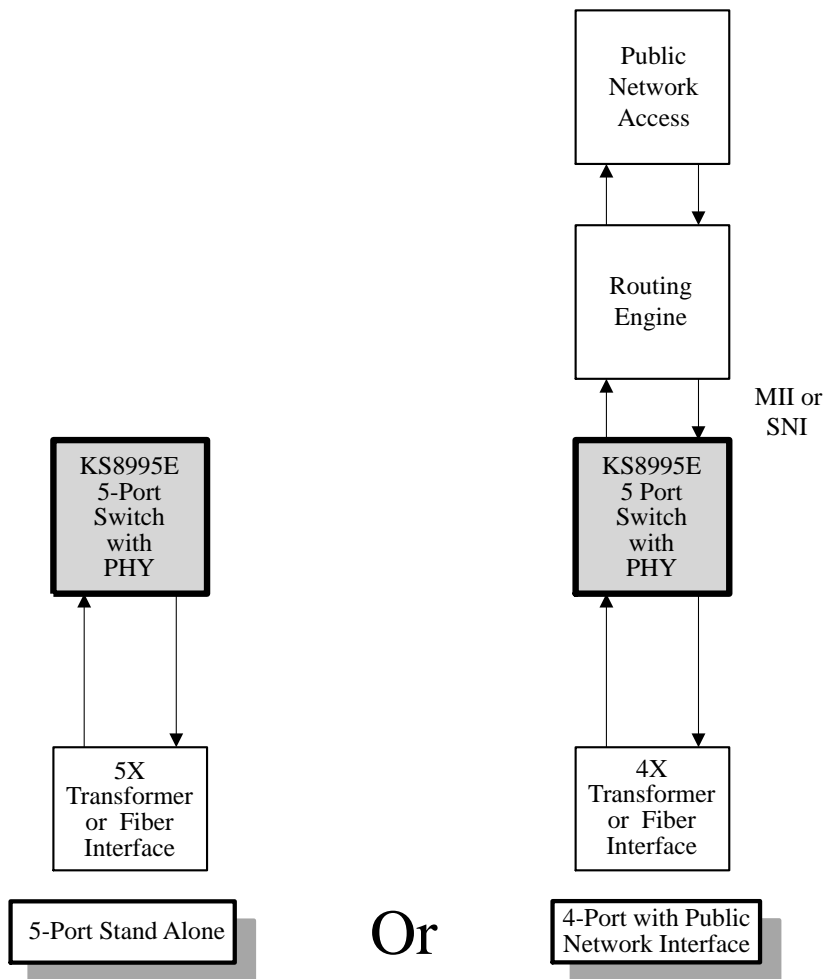 Public
Network
Access
Routing
Engine
MII or
SNI
KS8995E
5-Port
Switch
with
PHY
KS8995E
5 Port
Switch
with
PHY
5X
Transformer
or Fiber
Interface
4X
Transformer
or Fiber
Interface
5-Port Stand Alone
Or
4-Port with Public
Network Interface